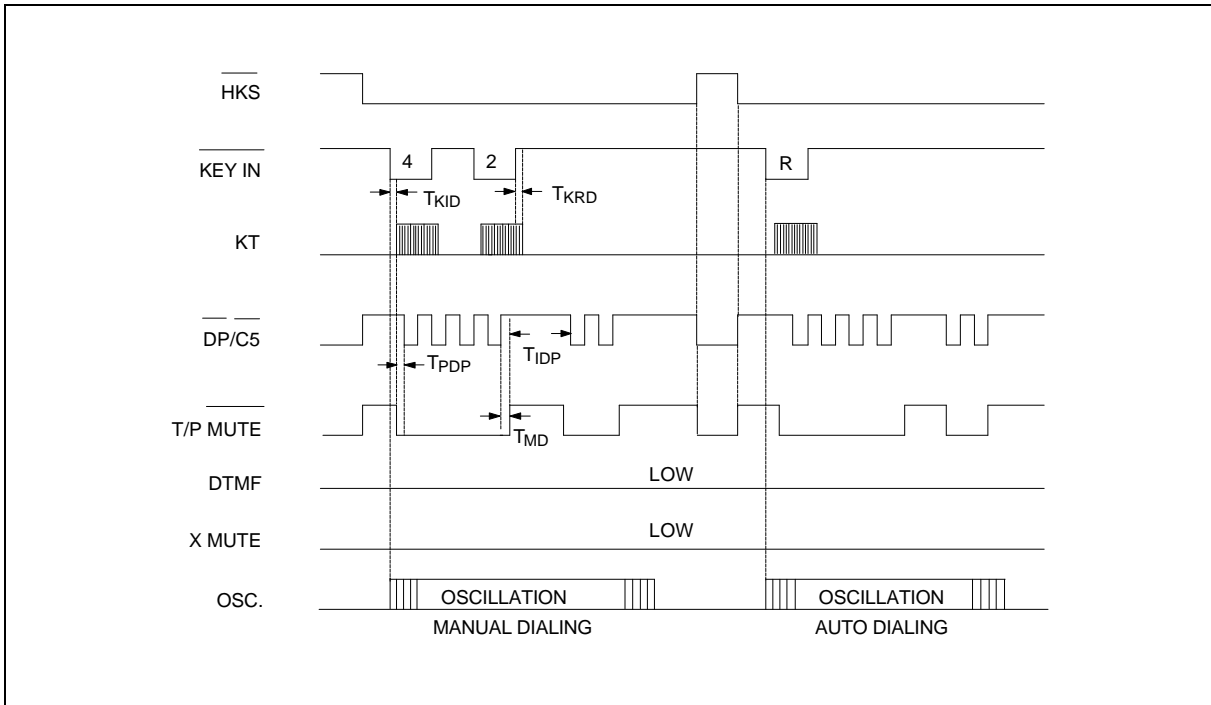 HKS
KEY IN
4
2
R
TKID
TKRD
KT
DP/C5
TPDP
TIDP
T/P MUTE
TMD
DTMF
LOW
X MUTE
LOW
OSC.
OSCILLATION
OSCILLATION
MANUAL DIALING
AUTO DIALING